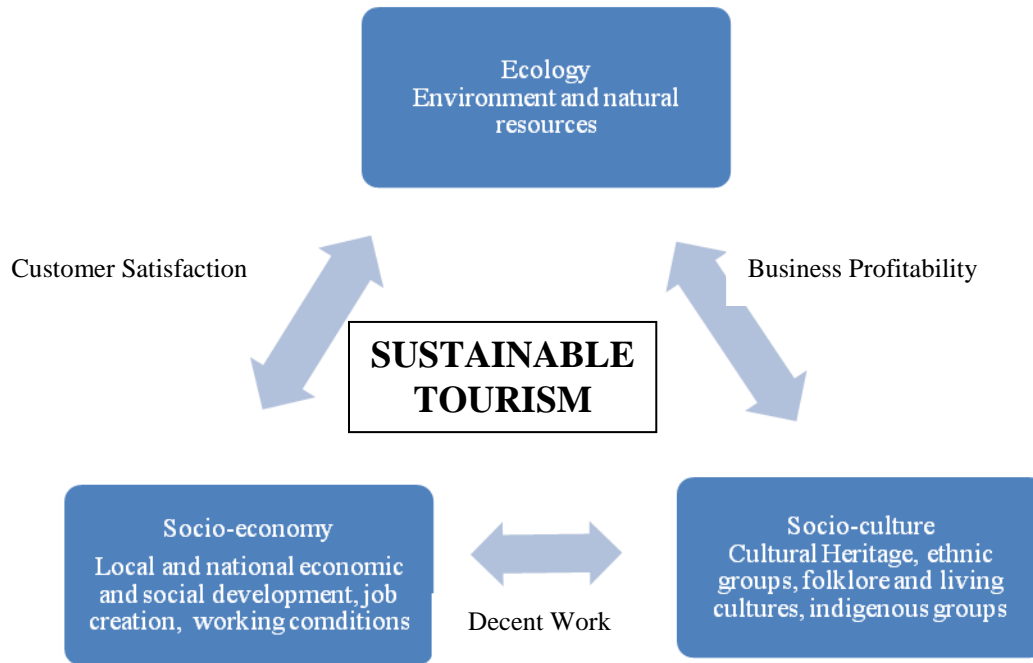 Ecology
Environment and natural
resources
Customer Satisfaction
Business Profitability
SUSTAINABLE
TOURISM
Socio-economy
Local and national economic
and social development, job
creation, working comditions
Decent Work
Socio-culture
Cultural Heritage, ethnic
groups, folklore and living
cultures, indigenous groups